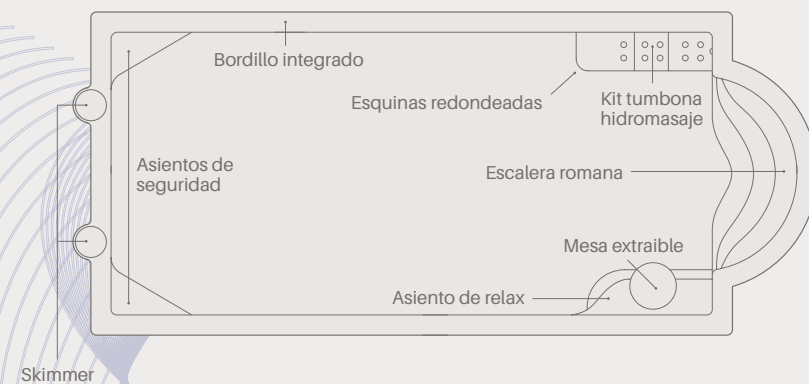 Bordillo integrado
Esquinas redondeadas
Kit tumbona
hidromasaje
Asientos de
seguridad
Escalera romana
Mesa extraible
Asiento de relax
Skimmer